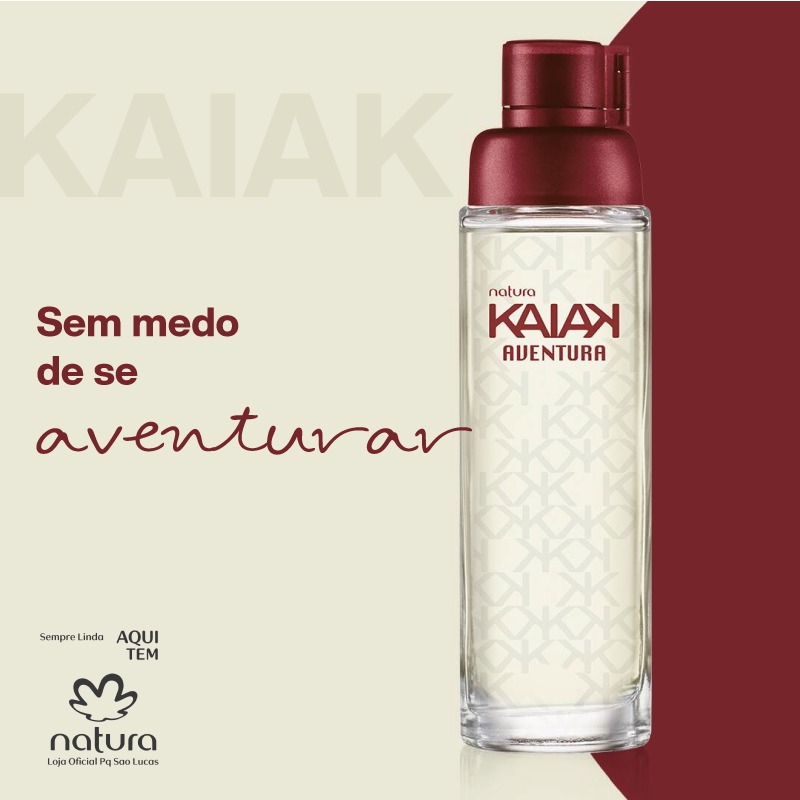 KAIAK
natura
KAIAK
AVENTURA
Sem medo
de se
aventurar
Sempre Linda
AQUI
TEM
natura
Loja Oficial Pq Sao Lucas